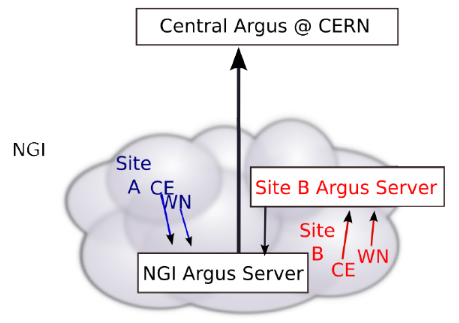 Central Argus @ CERN
NGI
Site
A
CE
WN
Site B Argus Server
Site
B
CE
WN
NGI Argus Server